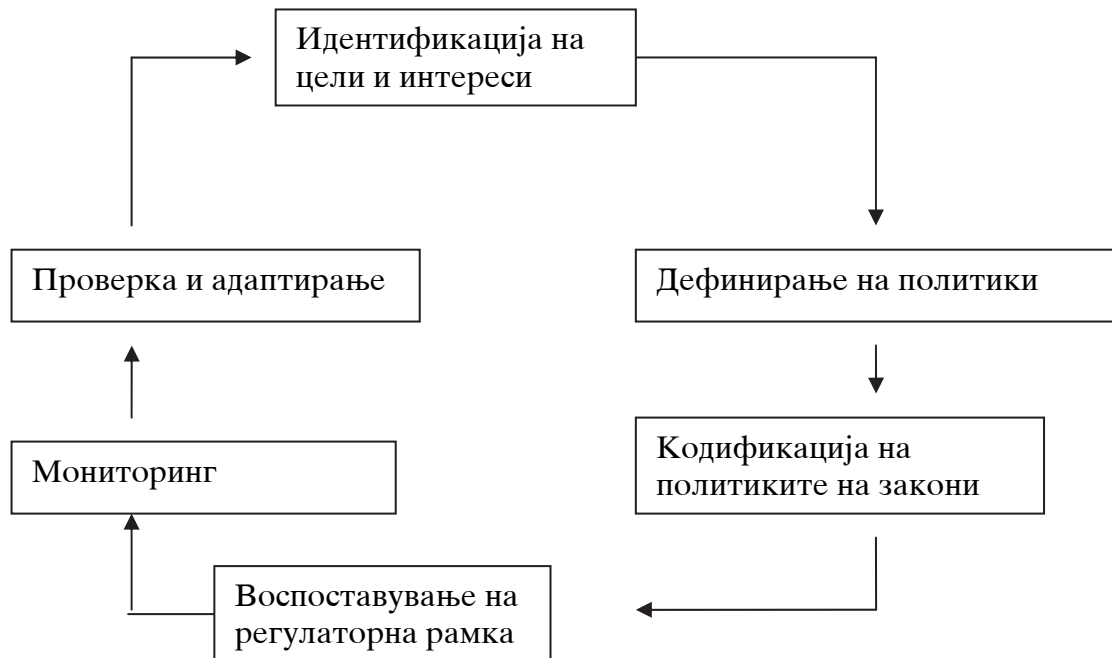 Идентификација на
цели и интереси
Проверка и адаптирање
Дефинирање на политики
Мониторинг
Кодификација на
политиките на закони
Воспоставување на
регулаторна рамка